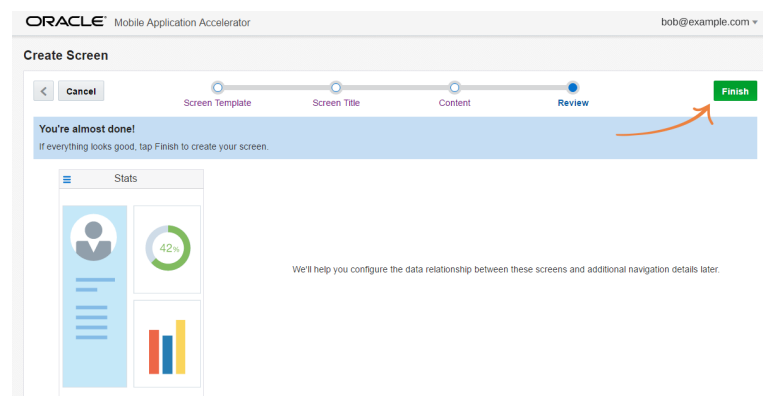 ORACLE® Mobile Application Accelerator
bob@example.com
Create Screen
Cancel
Screen Template
Screen Title
Content
Review
Finish
You're almost done!
If everything looks good, tap Finish to create your screen.
Stats
42%
We'll help you configure the data relationship between these screens and additional navigation details later.